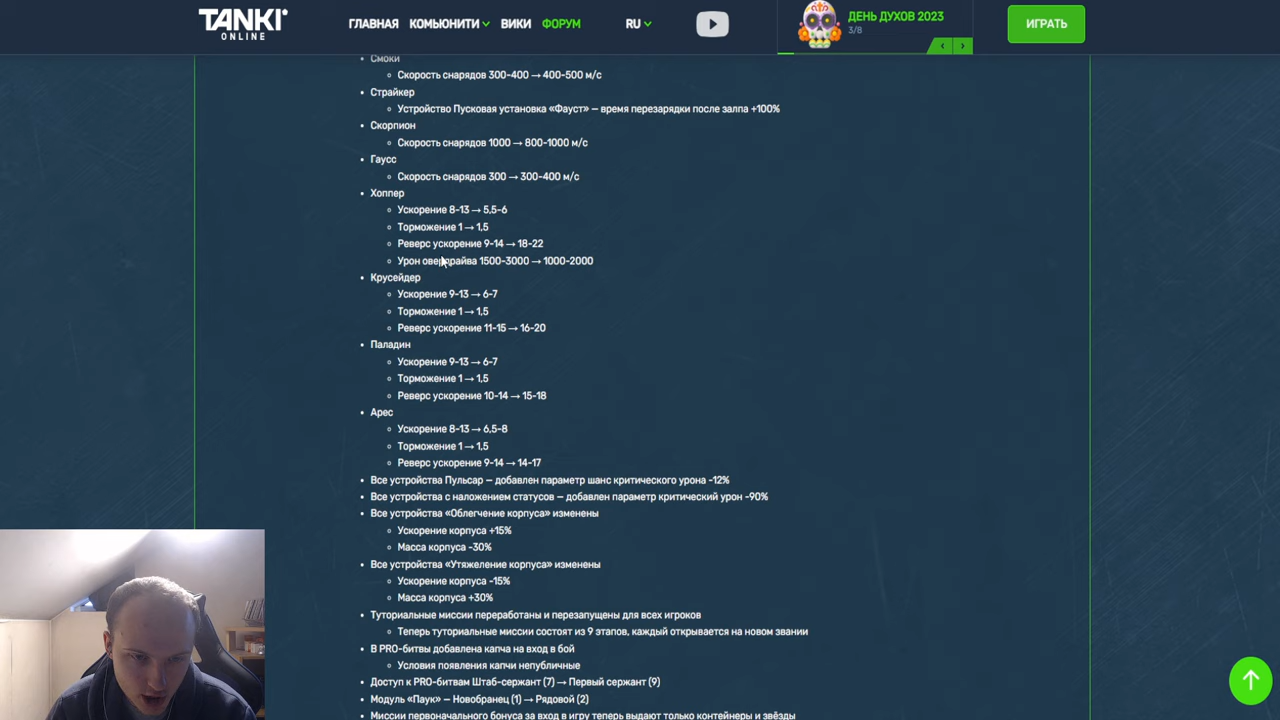 TANKI
ONLINE
ГЛАВНАЯ
КОМЬЮНИТИ
ВИКИ
ФОРУМ
RU
ДЕНЬ ДУХОВ 2023
3/8
ИГРАТЬ
Смоки
Скорость снарядов 300-400 → 400-500 м/с
Страйкер
Устройство Пусковая установка «Фауст» — время перезарядки после залпа +100%
Скорпион
Скорость снарядов 1000 → 800-1000 м/с
Гаусс
Скорость снарядов 300 → 300-400 м/с
Хоппер
Ускорение 8-13 → 5,5-6
Торможение 1 → 1,5
Реверс ускорение 9-14 → 18-22
Урон овердрайва 1500-3000 → 1000-2000
Крусейдер
Ускорение 9-13 → 6-7
Торможение 1 → 1,5
Реверс ускорение 11-15 → 16-20
Паладин
Ускорение 9-13 → 6-7
Торможение 1 → 1,5
Реверс ускорение 10-14 → 15-18
Арес
Ускорение 8-13 → 6,5-8
Торможение 1 → 1,5
Реверс ускорение 9-14 → 14-17
Все устройства Пульсар — добавлен параметр шанс критического урона -12%
Все устройства с наложением статусов — добавлен параметр критический урон -90%
Все устройства «Облегчение корпуса» изменены
Ускорение корпуса +15%
Масса корпуса -30%
Все устройства «Утяжеление корпуса» изменены
Ускорение корпуса -15%
Масса корпуса +30%
Туториальные миссии переработаны и перезапущены для всех игроков
Теперь туториальные миссии состоят из 9 этапов, каждый открывается на новом звании
В PRO-битвы добавлена капча на вход в бой
Условия появления капчи непубличные
Доступ к PRO-битвам Штаб-сержант (7) → Первый сержант (9)
Модуль «Паук» — Новобранец (1) → Рядовой (2)
Миссии первоначального бонуса за вход в игру теперь выдают только контейнеры и звёзды